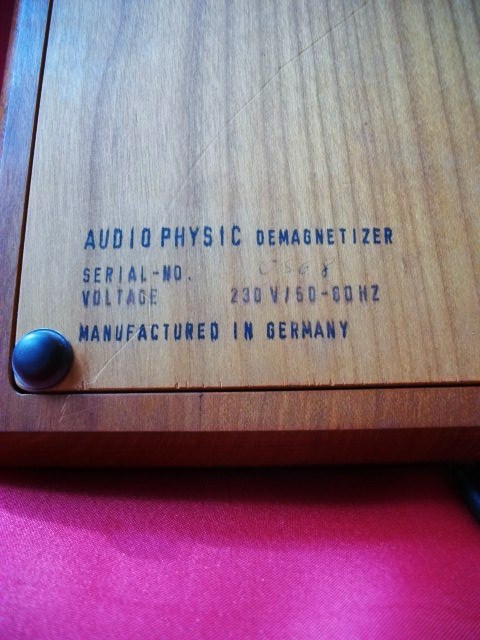 AUDIO PHYSIC DEMAGNETIZER
SERIAL-NO.
VOLTAGE 230 V/50-60HZ
MANUFACTURED IN GERMANY